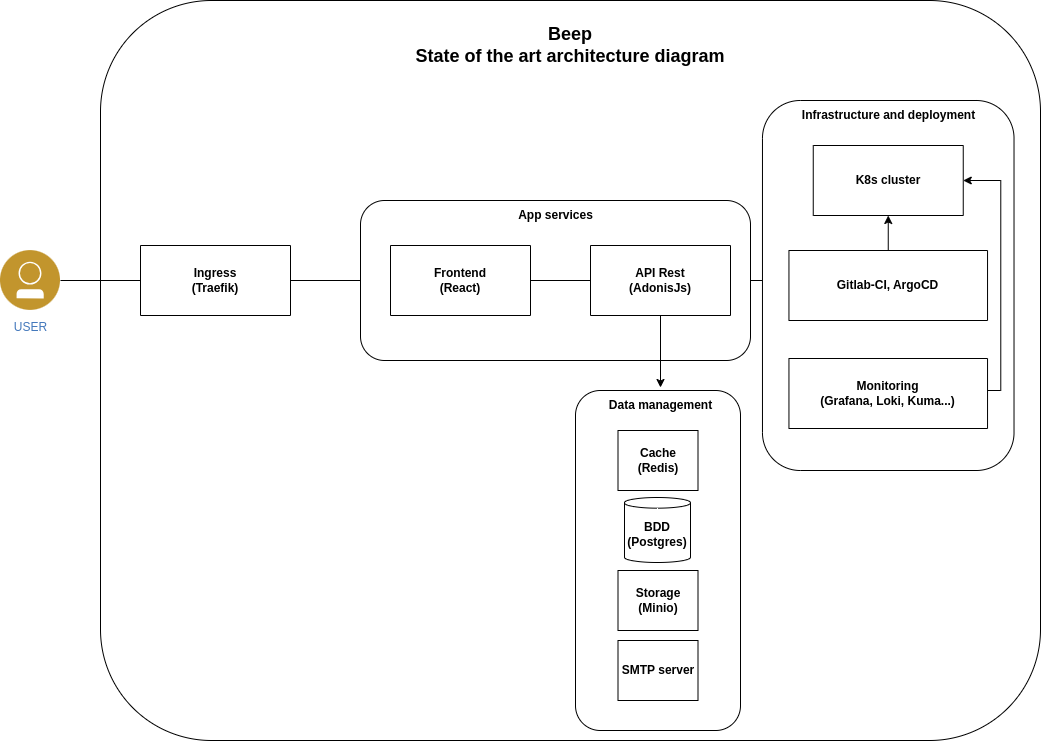 Beep
State of the art architecture diagram
Infrastructure and deployment
K8s cluster
App services
Ingress
(Traefik)
Frontend
(React)
API Rest
(AdonisJs)
Gitlab-CI, ArgoCD
USER
Monitoring
(Grafana, Loki, Kuma...)
Data management
Cache
(Redis)
BDD
(Postgres)
Storage
(Minio)
SMTP server